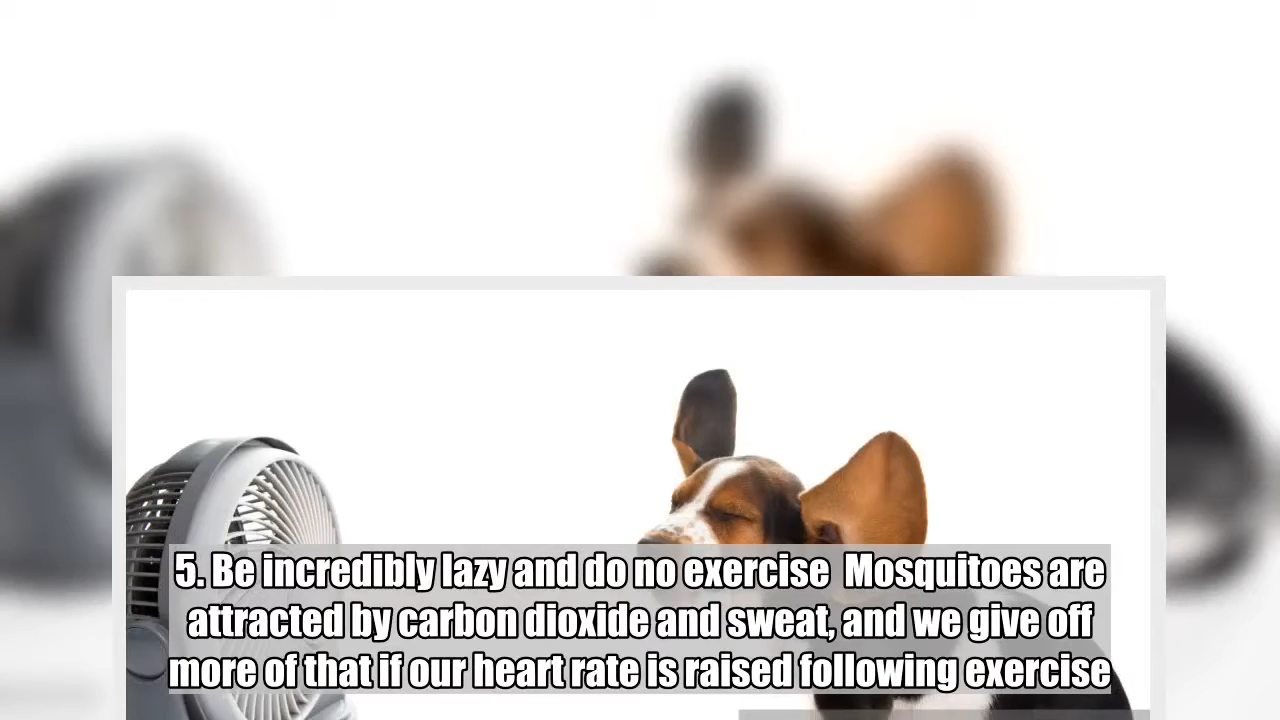 5. Be incredibly lazy and do no exercise  Mosquitoes are
attracted by carbon dioxide and sweat, and we give off
more of that if our heart rate is raised following exercise